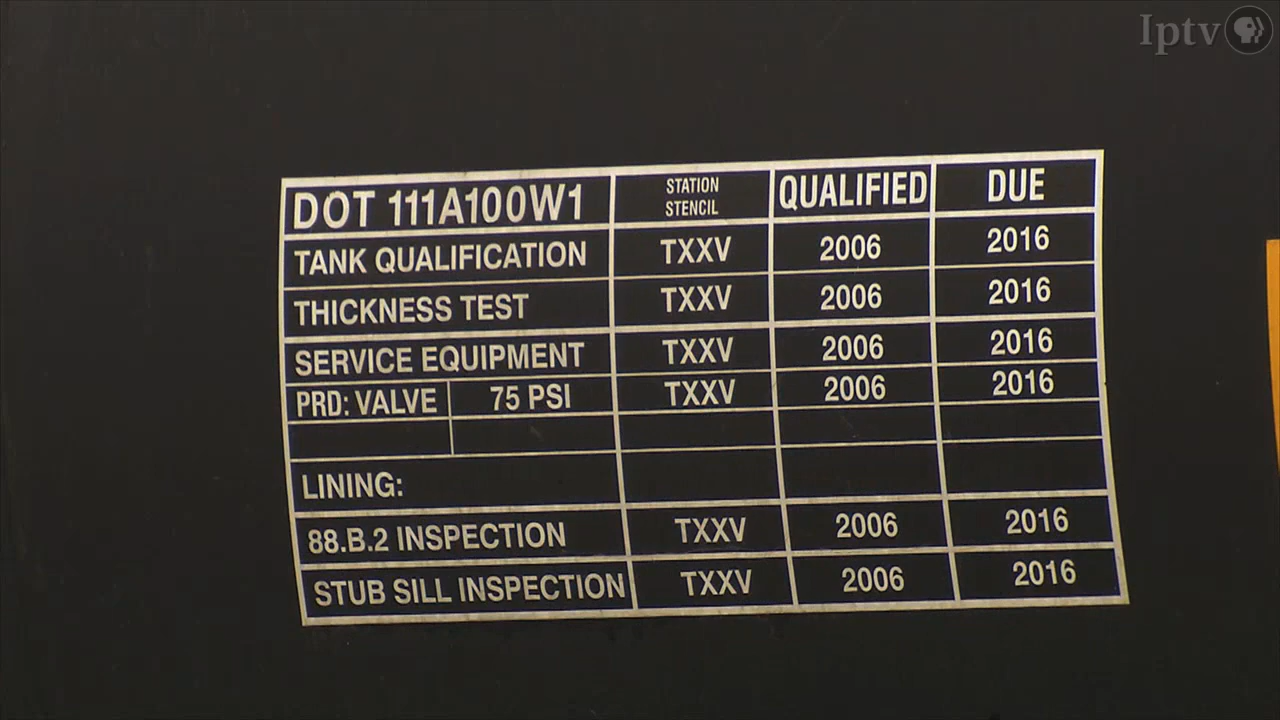 Iptv
DOT 111A100W1 STATION STENCIL QUALIFIED DUE
TANK QUALIFICATION TXXV 2006 2016
THICKNESS TEST TXXV 2006 2016
SERVICE EQUIPMENT TXXV 2006 2016
PRD: VALVE 75 PSI TXXV 2006 2016
LINING:
88.B.2 INSPECTION TXXV 2006 2016
STUB SILL INSPECTION TXXV 2006 2016